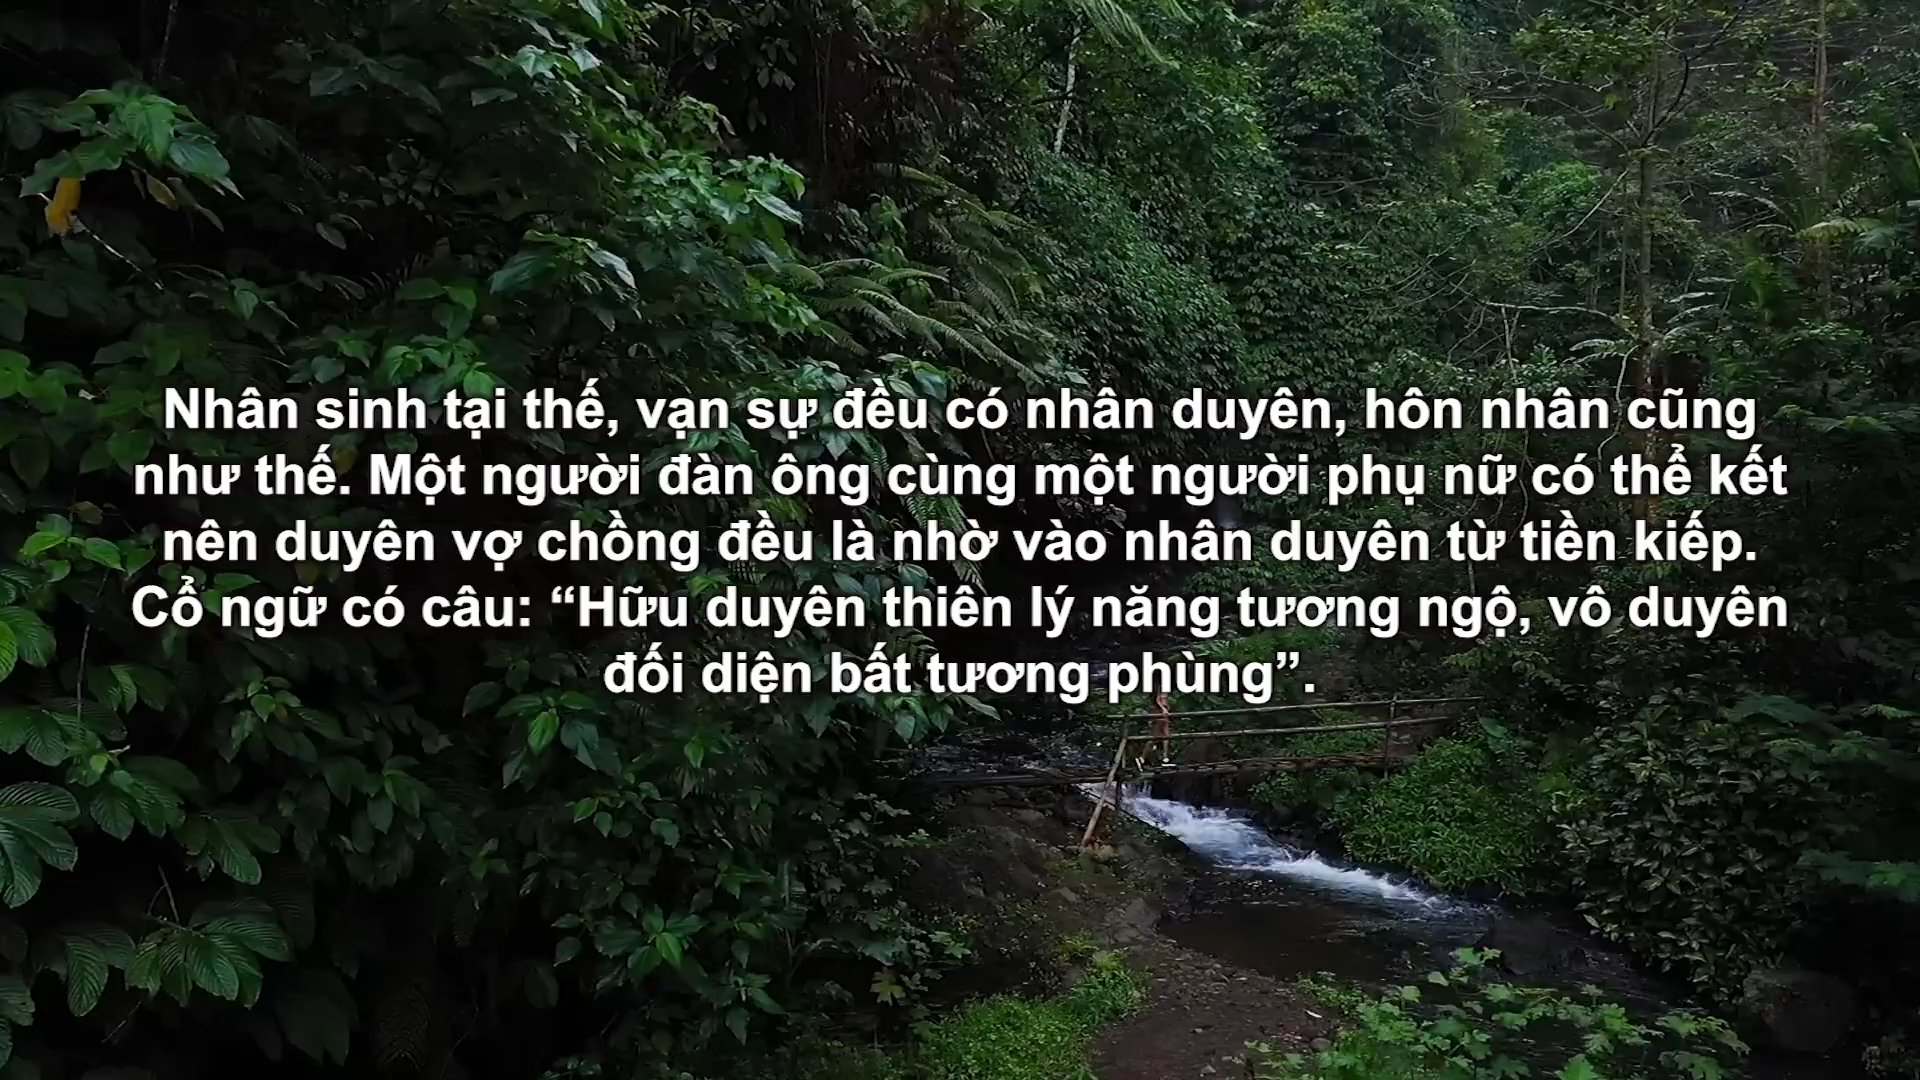 Nhân sinh tại thế, vạn sự đều có nhân duyên, hôn nhân cũng
như thế. Một người đàn ông cùng một người phụ nữ có thể kết
nên duyên vợ chồng đều là nhờ vào nhân duyên từ tiền kiếp.
Cổ ngữ có câu: “Hữu duyên thiên lý năng tương ngộ, vô duyên
đối diện bất tương phùng”.